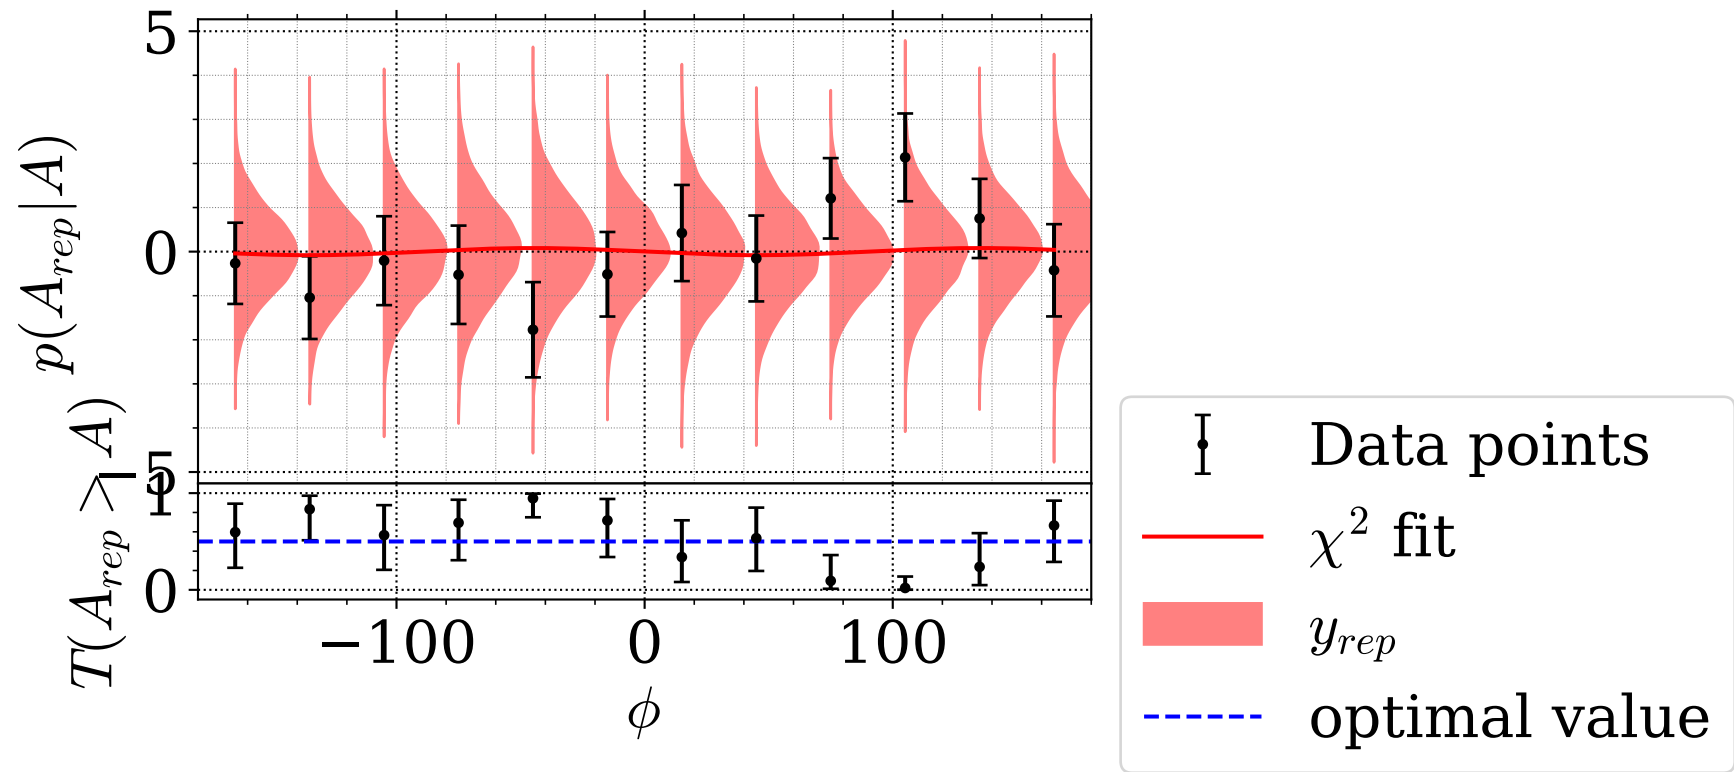 5
0
−5
p(A_rep|A)
1
0
T(A_rep > A)
−100 0 100
ϕ
Data points
χ² fit
y_rep
optimal value